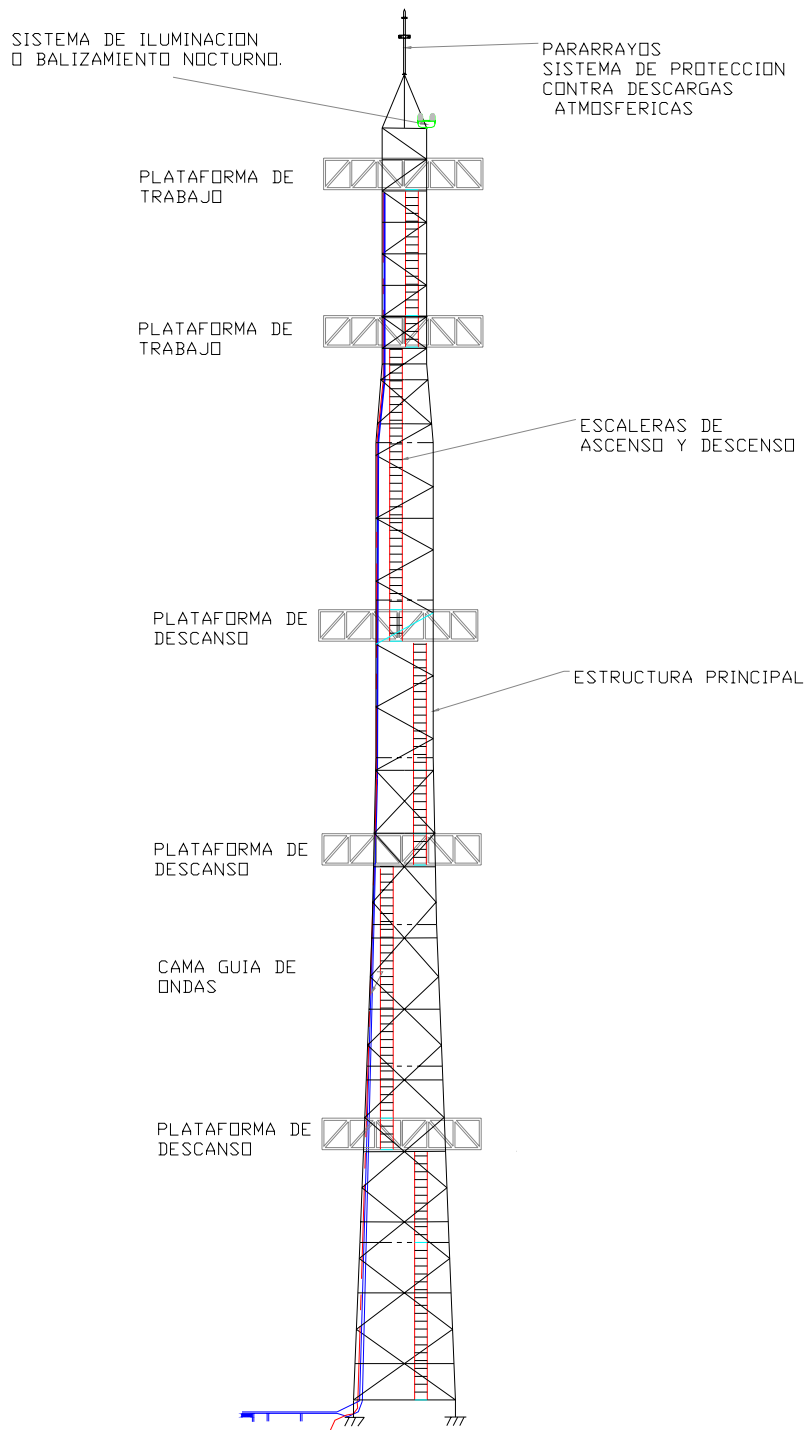 SISTEMA DE ILUMINACION
O BALIZAMIENTO NOCTURNO.
PARARRAYOS
SISTEMA DE PROTECCION
CONTRA DESCARGAS
ATMOSFERICAS
PLATAFORMA DE
TRABAJO
PLATAFORMA DE
TRABAJO
ESCALERAS DE
ASCENSO Y DESCENSO
PLATAFORMA DE
DESCANSO
ESTRUCTURA PRINCIPAL
PLATAFORMA DE
DESCANSO
CAMA GUIA DE
ONDAS
PLATAFORMA DE
DESCANSO